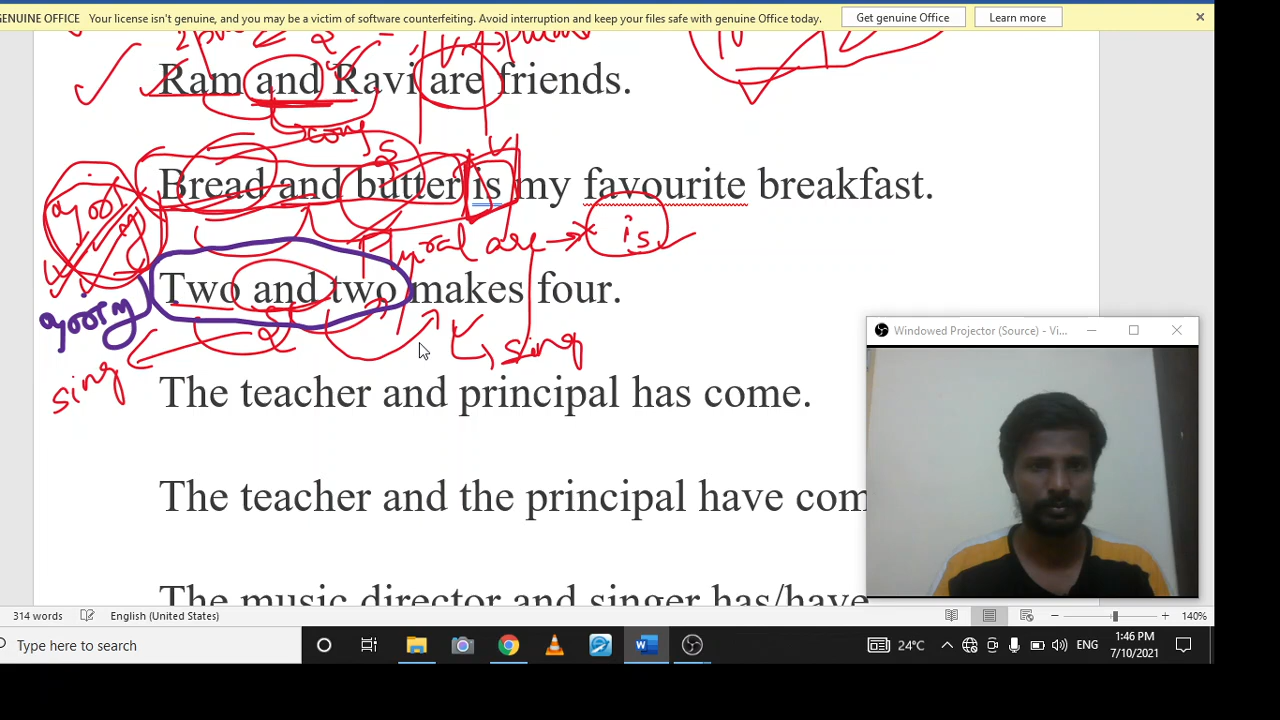 GENUINE OFFICE Your license isn't genuine, and you may be a victim of software counterfeiting. Avoid interruption and keep your files safe with genuine Office today. Get genuine Office Learn more
Ram and Ravi are friends.
conj
s
Bread and butter is my favourite breakfast.
plural are → is
Two and two makes four.
sing
sing
The teacher and principal has come.
The teacher and the principal have com
The music director and singer has/have
Windowed Projector (Source) - Vi...
314 words English (United States) 140%
Type here to search 24°C ENG 1:46 PM
7/10/2021